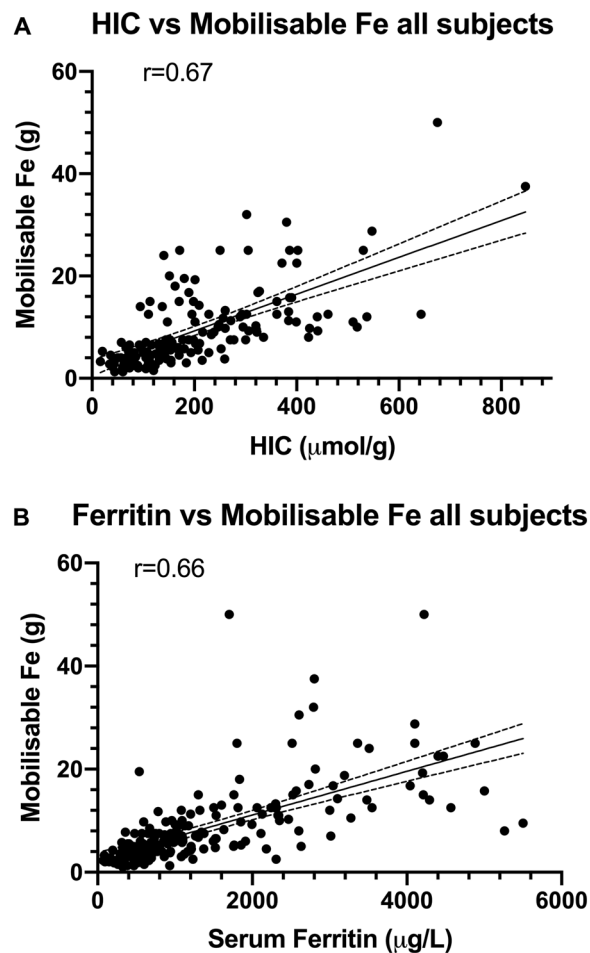 A HIC vs Mobilisable Fe all subjects
r=0.67
60
40
20
0
Mobilisable Fe (g)
0 200 400 600 800
HIC (μmol/g)
B Ferritin vs Mobilisable Fe all subjects
r=0.66
60
40
20
0
Mobilisable Fe (g)
0 2000 4000 6000
Serum Ferritin (μg/L)